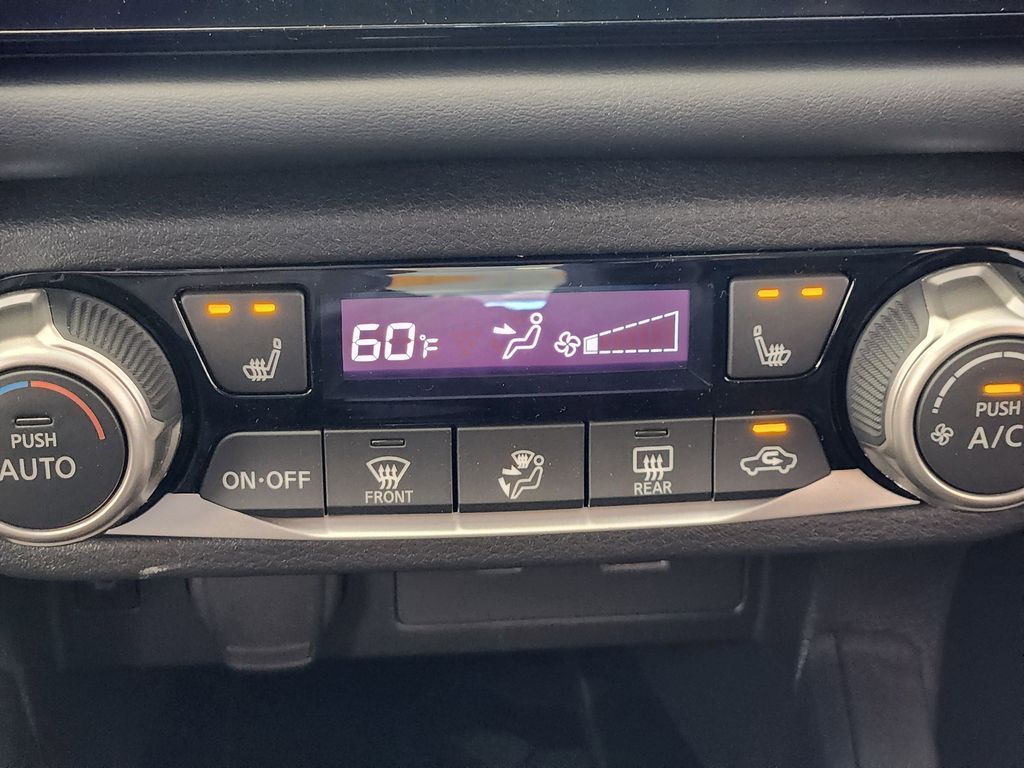 60°F
PUSH
AUTO
ON·OFF
FRONT
REAR
PUSH
A/C